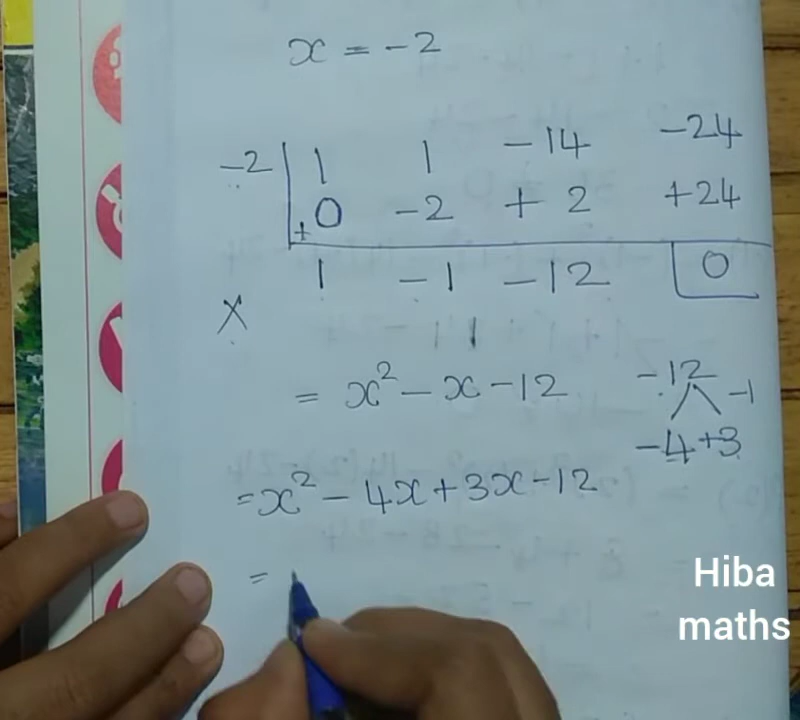 x = -2
-2 | 1 1 -14 -24
+ 0 -2 + 2 +24
1 -1 -12 0
X
= x² - x - 12
-12
-1
-4 +3
= x² - 4x + 3x - 12
=
Hiba
maths